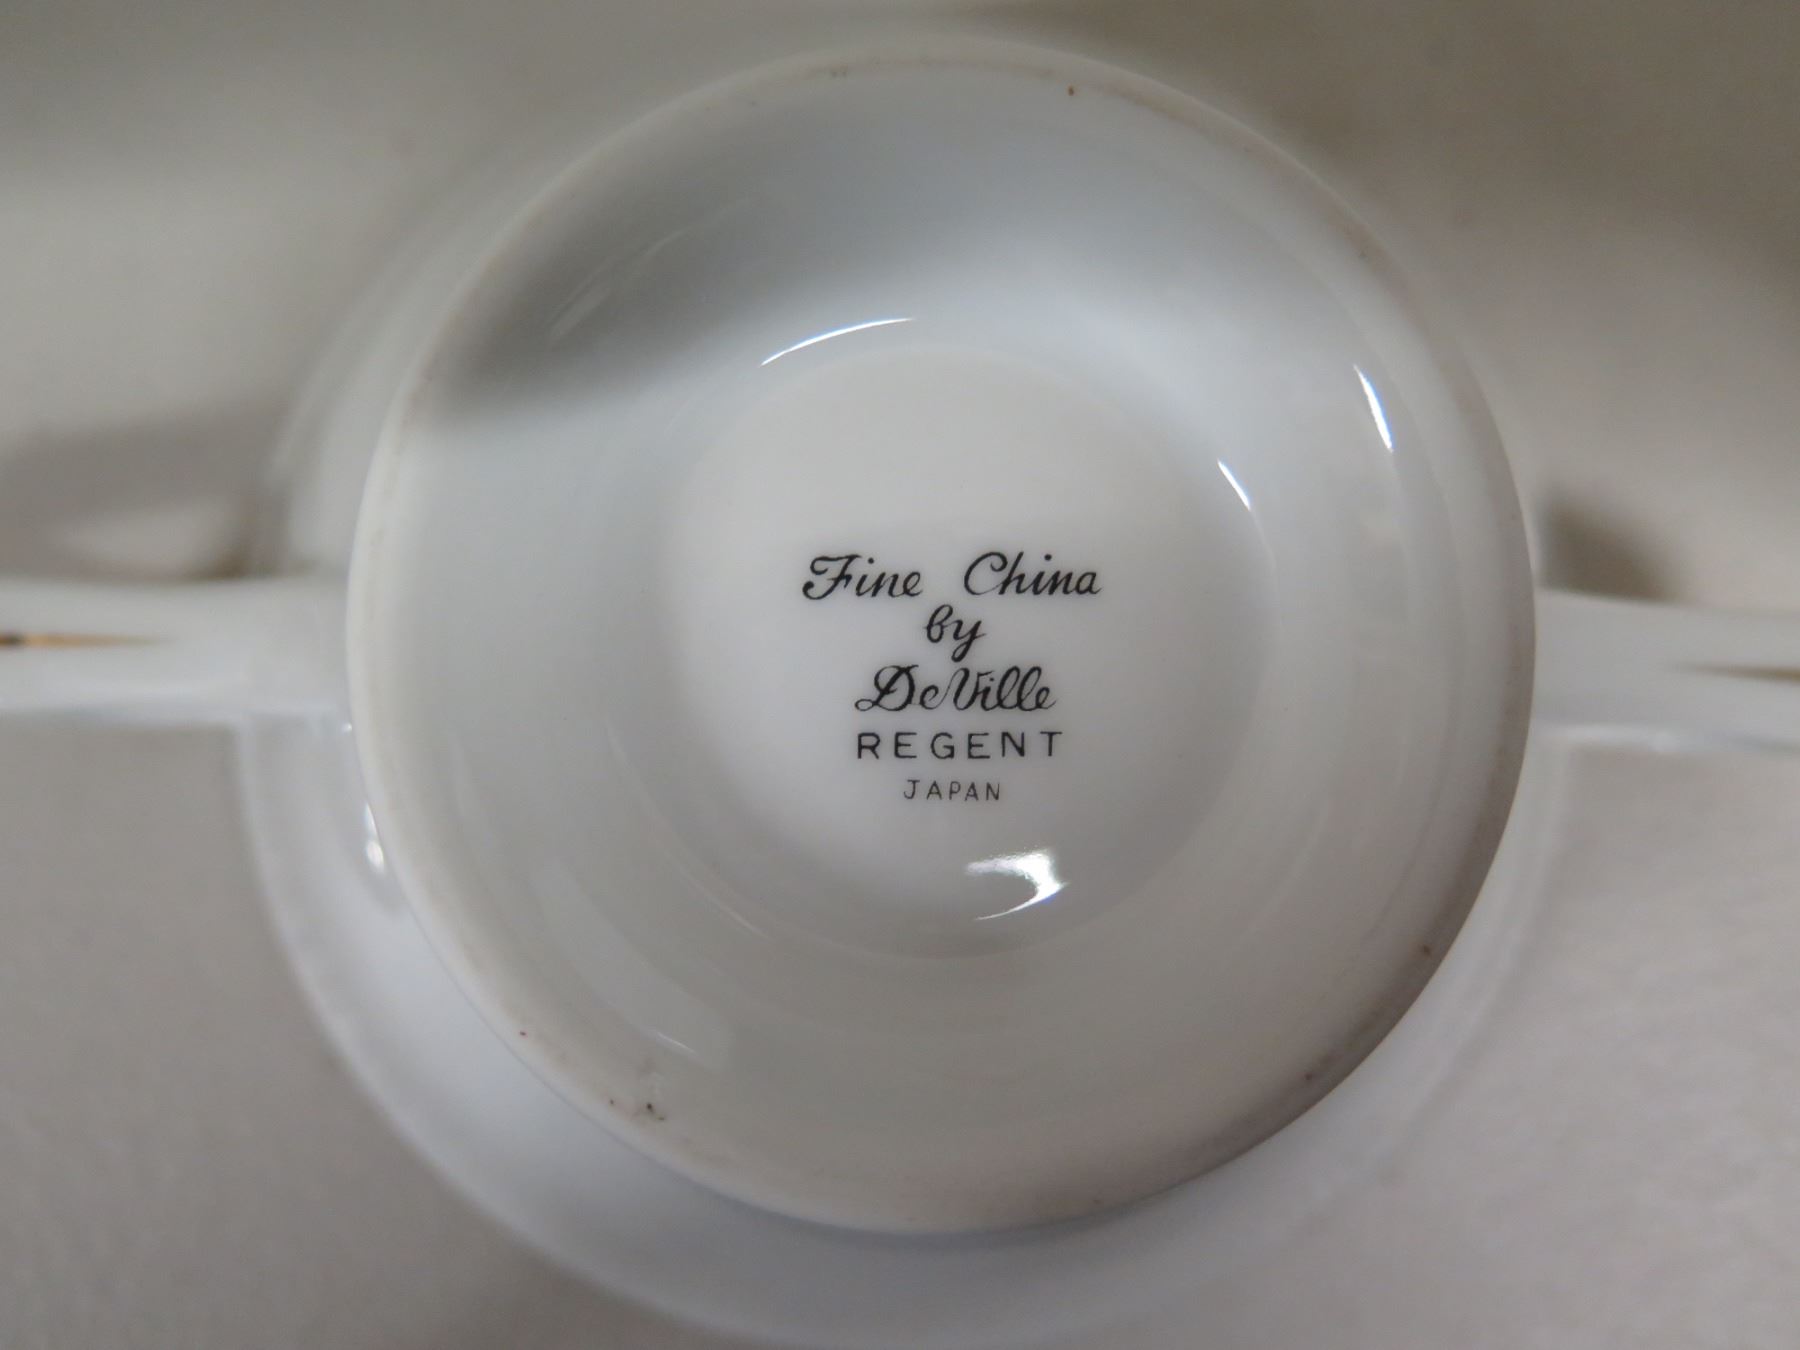 Fine China
by
DeVille
REGENT
JAPAN